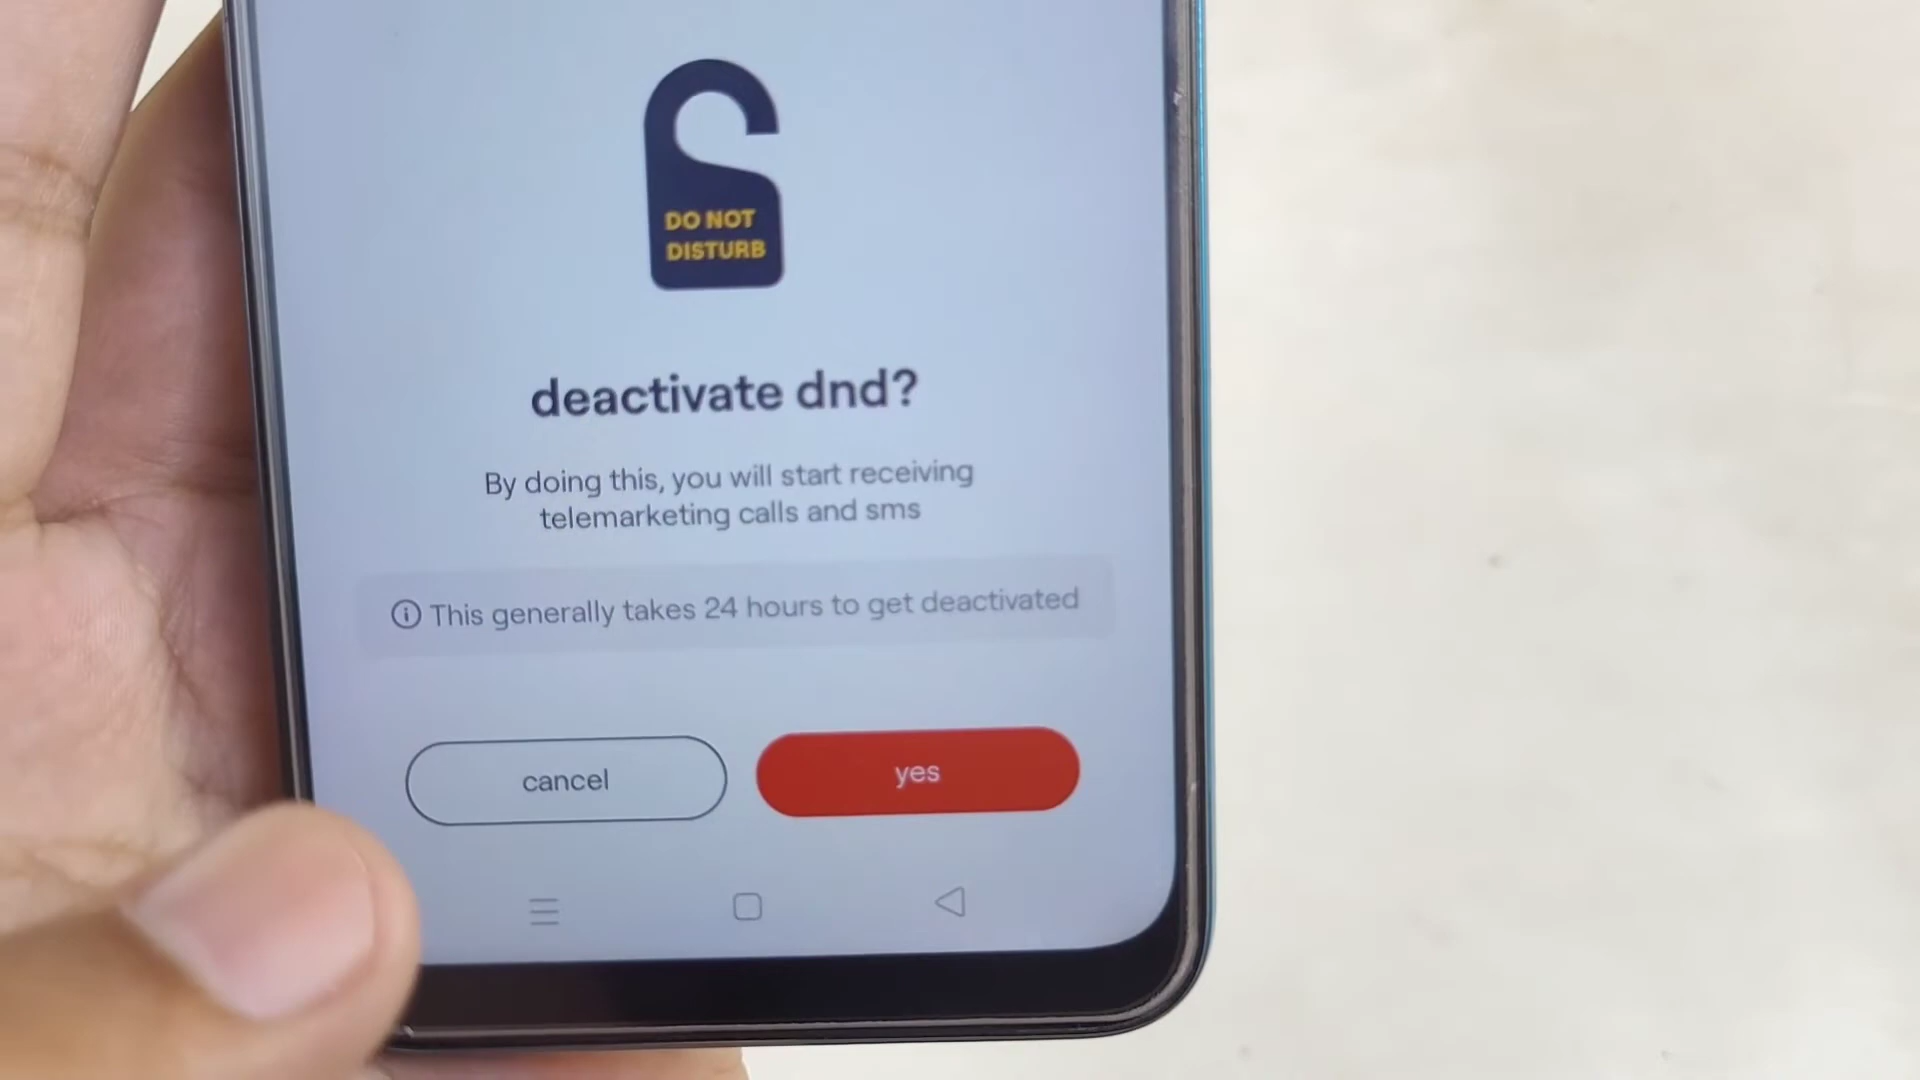 DO NOT
DISTURB
deactivate dnd?
By doing this, you will start receiving
telemarketing calls and sms
This generally takes 24 hours to get deactivated
cancel
yes